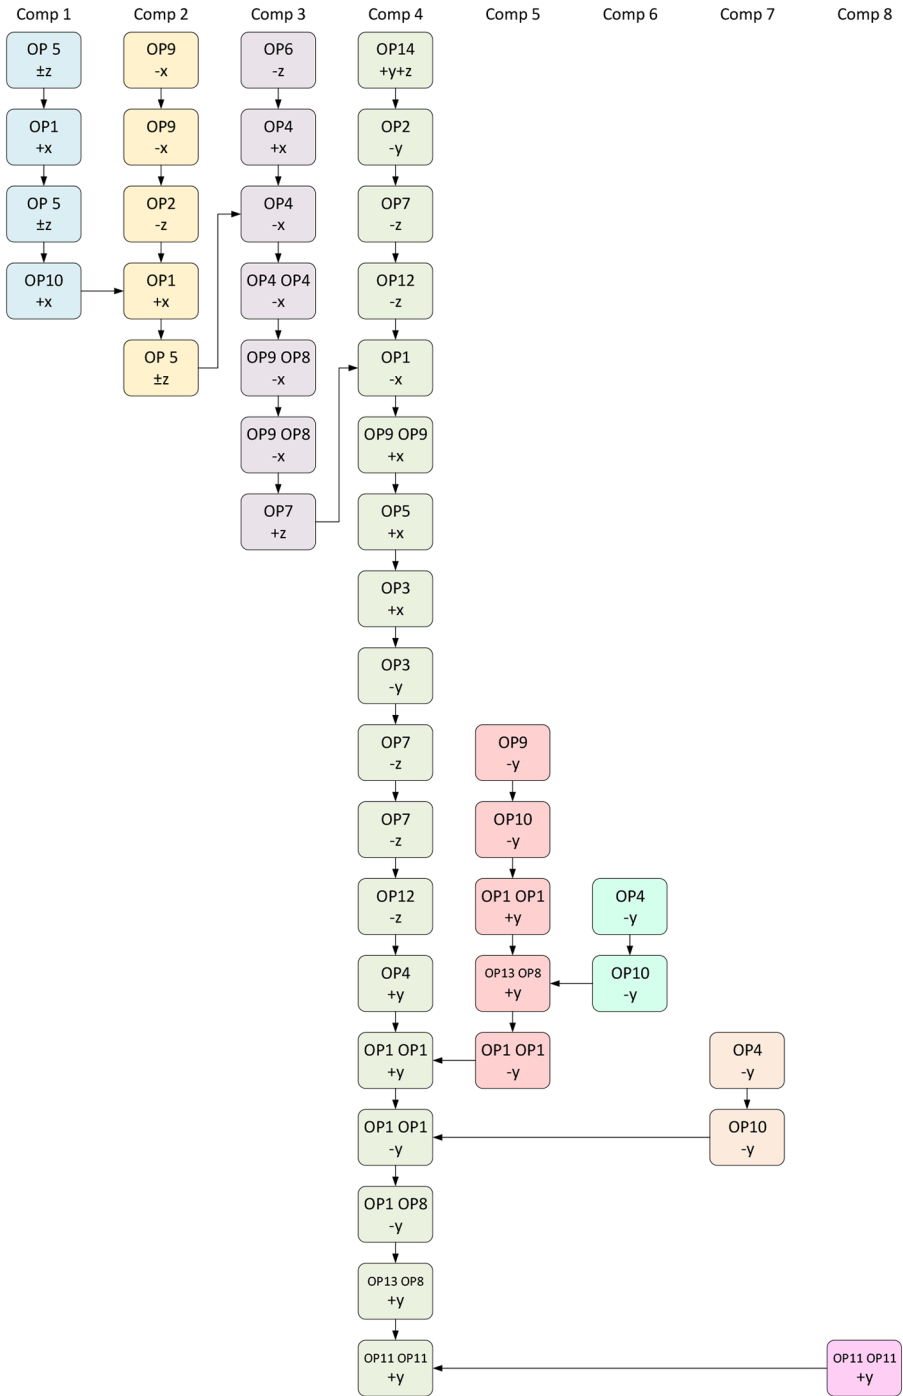 Comp 1
Comp 2
Comp 3
Comp 4
Comp 5
Comp 6
Comp 7
Comp 8
OP 5
±z
OP1
+x
OP 5
±z
OP10
+x
OP9
-x
OP9
-x
OP2
-z
OP1
+x
OP 5
±z
OP6
-z
OP4
+x
OP4
-x
OP4 OP4
-x
OP9 OP8
-x
OP9 OP8
-x
OP7
+z
OP14
+y+z
OP2
-y
OP7
-z
OP12
-z
OP1
-x
OP9 OP9
+x
OP5
+x
OP3
+x
OP3
-y
OP7
-z
OP7
-z
OP12
-z
OP4
+y
OP1 OP1
+y
OP1 OP1
-y
OP1 OP8
-y
OP13 OP8
+y
OP11 OP11
+y
OP9
-y
OP10
-y
OP1 OP1
+y
OP13 OP8
+y
OP1 OP1
-y
OP4
-y
OP10
-y
OP4
-y
OP10
-y
OP11 OP11
+y